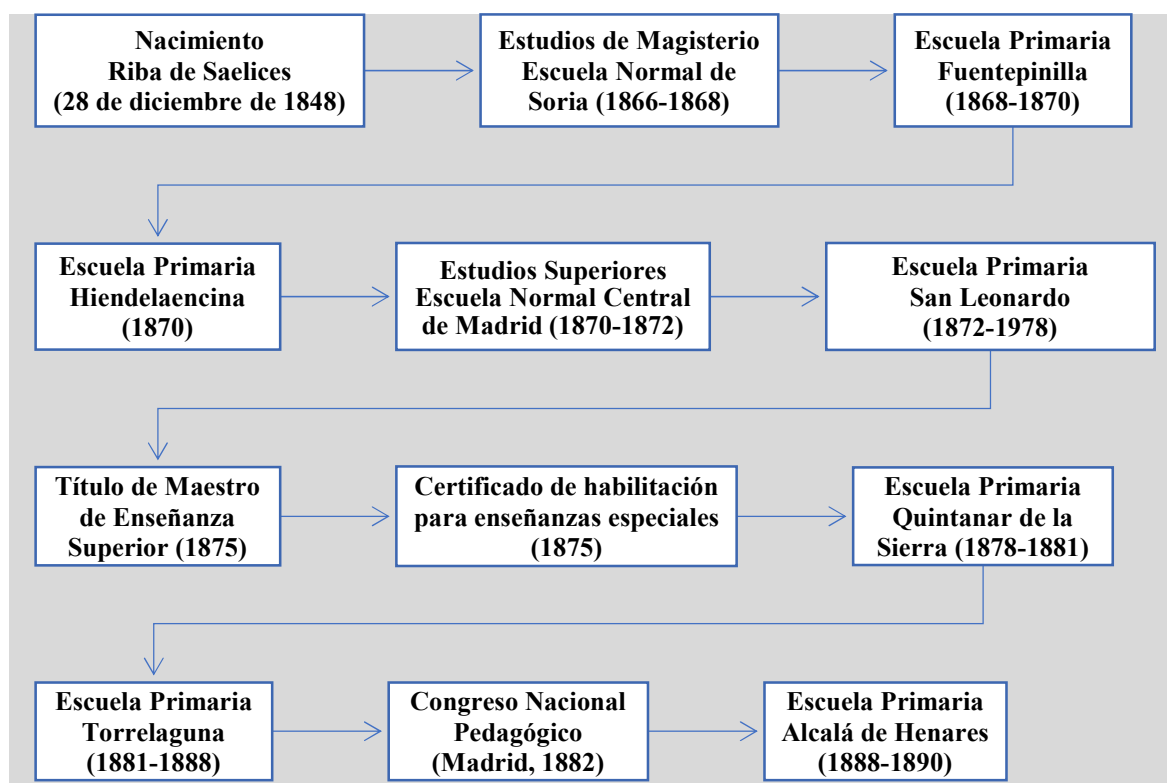 Nacimiento
Riba de Saelices
(28 de diciembre de 1848)
Estudios de Magisterio
Escuela Normal de
Soria (1866-1868)
Escuela Primaria
Fuentepinilla
(1868-1870)
Escuela Primaria
Hiendelaencina
(1870)
Estudios Superiores
Escuela Normal Central
de Madrid (1870-1872)
Escuela Primaria
San Leonardo
(1872-1978)
Título de Maestro
de Enseñanza
Superior (1875)
Certificado de habilitación
para enseñanzas especiales
(1875)
Escuela Primaria
Quintanar de la
Sierra (1878-1881)
Escuela Primaria
Torrelaguna
(1881-1888)
Congreso Nacional
Pedagógico
(Madrid, 1882)
Escuela Primaria
Alcalá de Henares
(1888-1890)